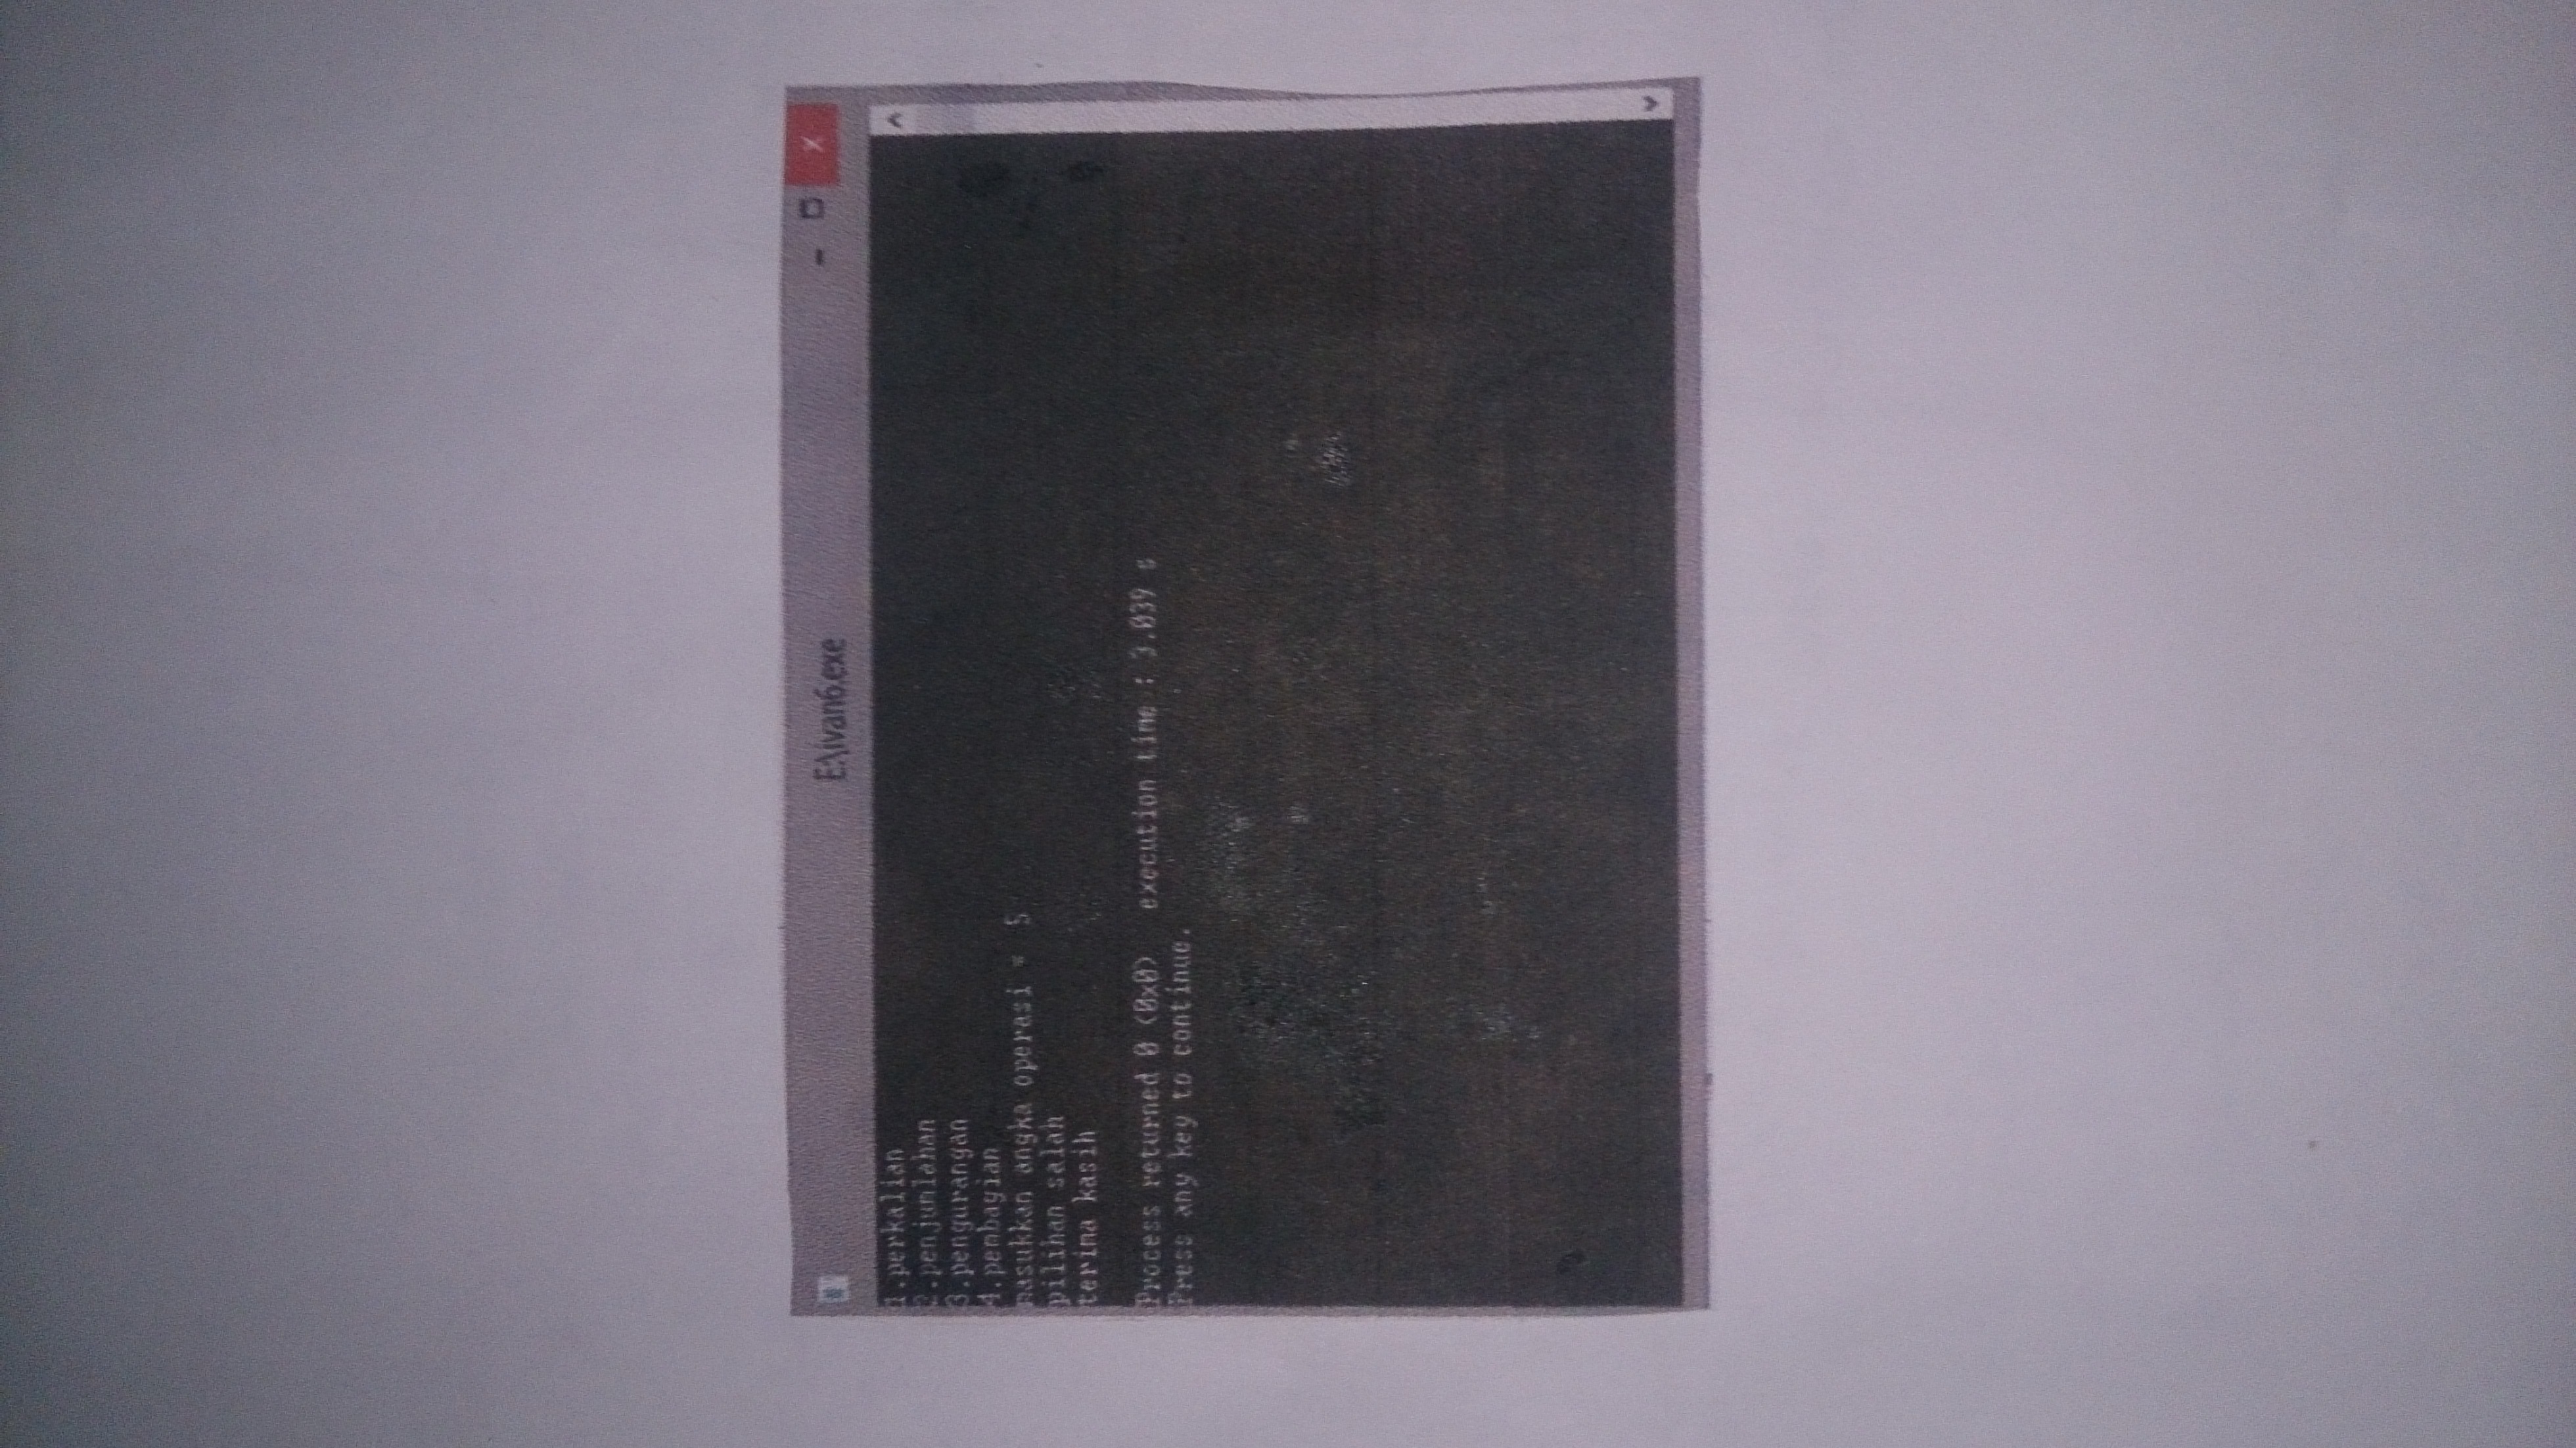 E:\ivan6.exe
1.perkalian
2.penjumlahan
3.pengurangan
4.pembagian
masukkan angka operasi = 5
pilihan salah
terima kasih
Process returned 0 (0x0) execution time : 3.039 s
Press any key to continue.